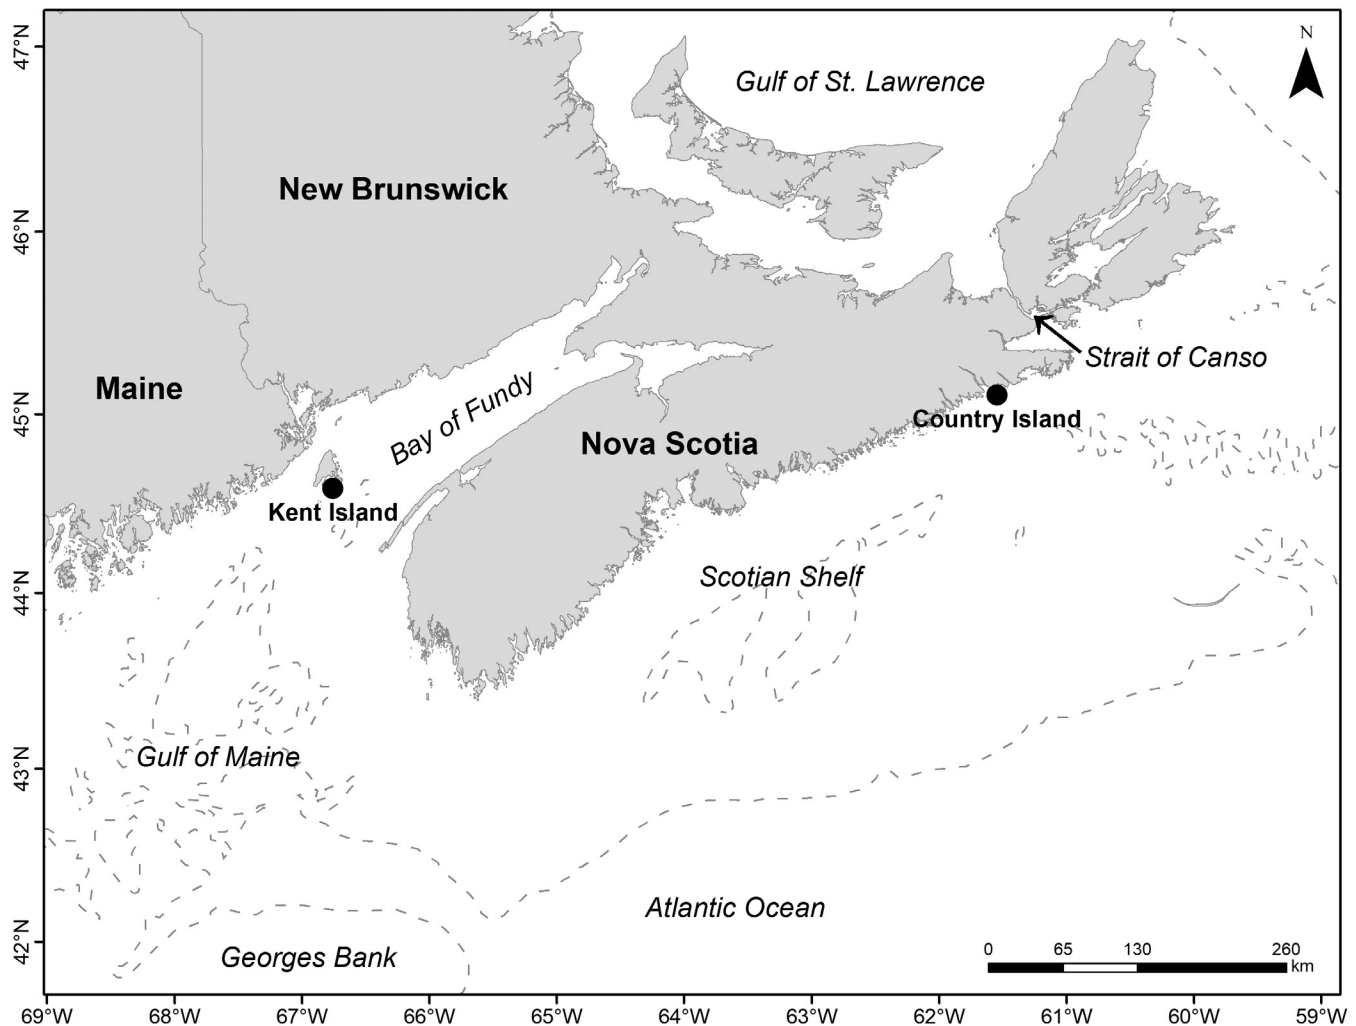 N
47°N
Gulf of St. Lawrence
New Brunswick
46°N
Strait of Canso
Maine
45°N
Bay of Fundy
Country Island
Nova Scotia
Kent Island
Scotian Shelf
44°N
Gulf of Maine
43°N
Atlantic Ocean
42°N
Georges Bank
0 65 130 260
km
69°W 68°W 67°W 66°W 65°W 64°W 63°W 62°W 61°W 60°W 59°W